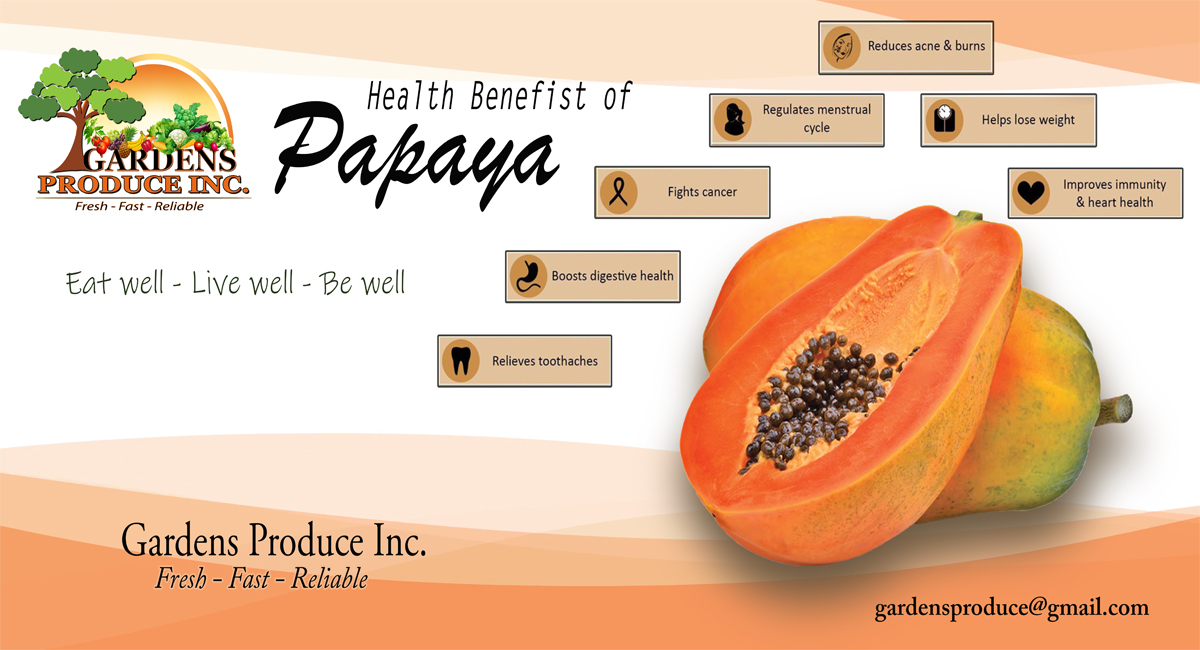 GARDENS
PRODUCE INC.
Fresh - Fast - Reliable
Health Benefist of
Papaya
Eat well - Live well - Be well
Reduces acne & burns
Regulates menstrual
cycle
Helps lose weight
Fights cancer
Improves immunity
& heart health
Boosts digestive health
Relieves toothaches
Gardens Produce Inc.
Fresh - Fast - Reliable
gardensproduce@gmail.com